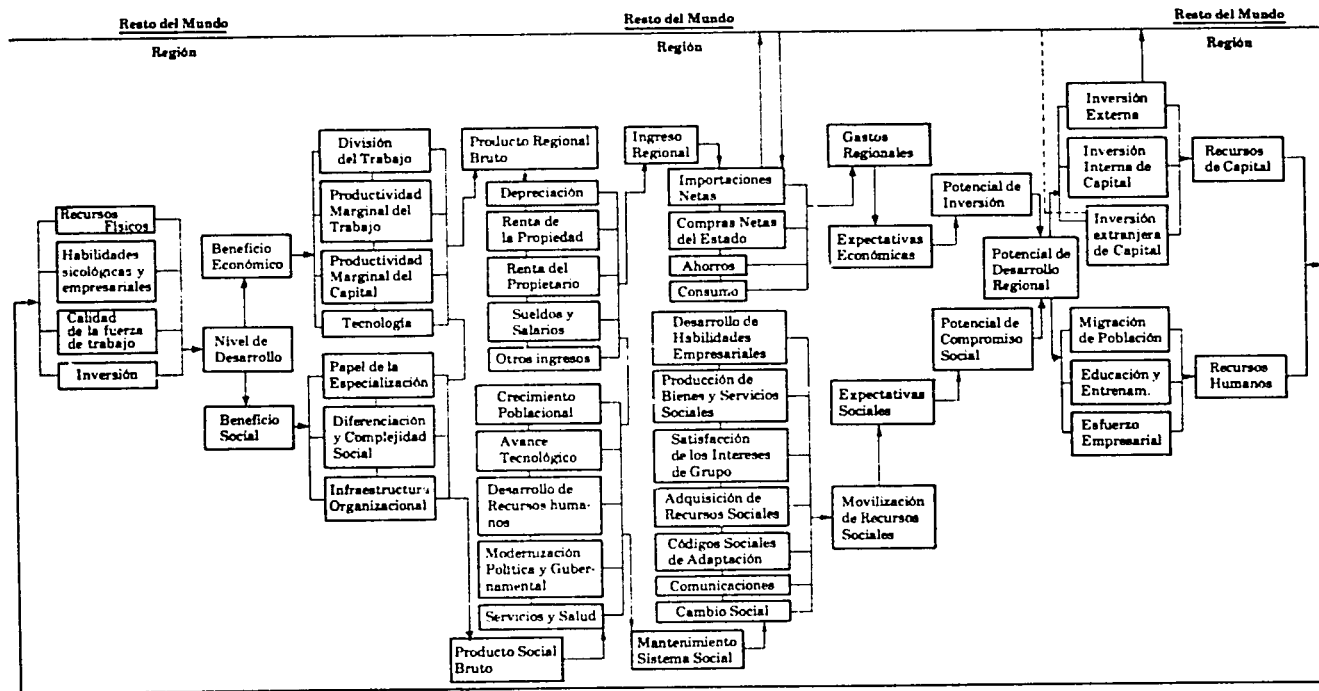 Resto del Mundo
Región
Resto del Mundo
Región
Resto del Mundo
Región
Recursos
Físicos
Habilidades
sicológicas y
empresariales
Calidad
de la fuerza
de trabajo
Inversión
Beneficio
Económico
Nivel de
Desarrollo
Beneficio
Social
División
del Trabajo
Productividad
Marginal del
Trabajo
Productividad
Marginal del
Capital
Tecnología
Papel de la
Especialización
Diferenciación
y Complejidad
Social
Infraestructura
Organizacional
Producto Regional
Bruto
Depreciación
Renta de
la Propiedad
Renta del
Propietario
Sueldos y
Salarios
Otros ingresos
Crecimiento
Poblacional
Avance
Tecnológico
Desarrollo de
Recursos huma-
nos
Modernización
Política y Guber-
namental
Servicios y Salud
Producto Social
Bruto
Ingreso
Regional
Importaciones
Netas
Compras Netas
del Estado
Ahorros
Consumo
Desarrollo de
Habilidades
Empresariales
Producción de
Bienes y Servicios
Sociales
Satisfacción
de los Intereses
de Grupo
Adquisición de
Recursos Sociales
Códigos Sociales
de Adaptación
Comunicaciones
Cambio Social
Mantenimiento
Sistema Social
Gastos
Regionales
Expectativas
Económicas
Expectativas
Sociales
Movilización
de Recursos
Sociales
Potencial de
Inversión
Potencial de
Desarrollo
Regional
Potencial de
Compromiso
Social
Inversión
Externa
Inversión
Interna de
Capital
Inversión
extranjera
de Capital
Migración
de Población
Educación y
Entrenam.
Esfuerzo
Empresarial
Recursos
de Capital
Recursos
Humanos